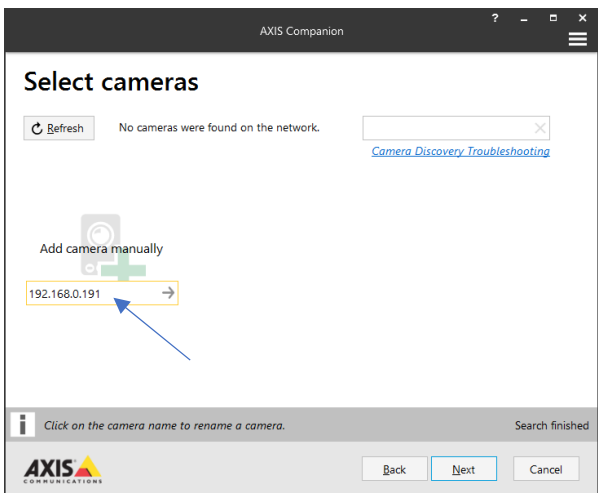 AXIS Companion
?
Select cameras
Refresh
No cameras were found on the network.
Camera Discovery Troubleshooting
Add camera manually
192.168.0.191
i
Click on the camera name to rename a camera.
Search finished
AXIS
COMMUNICATIONS
Back
Next
Cancel